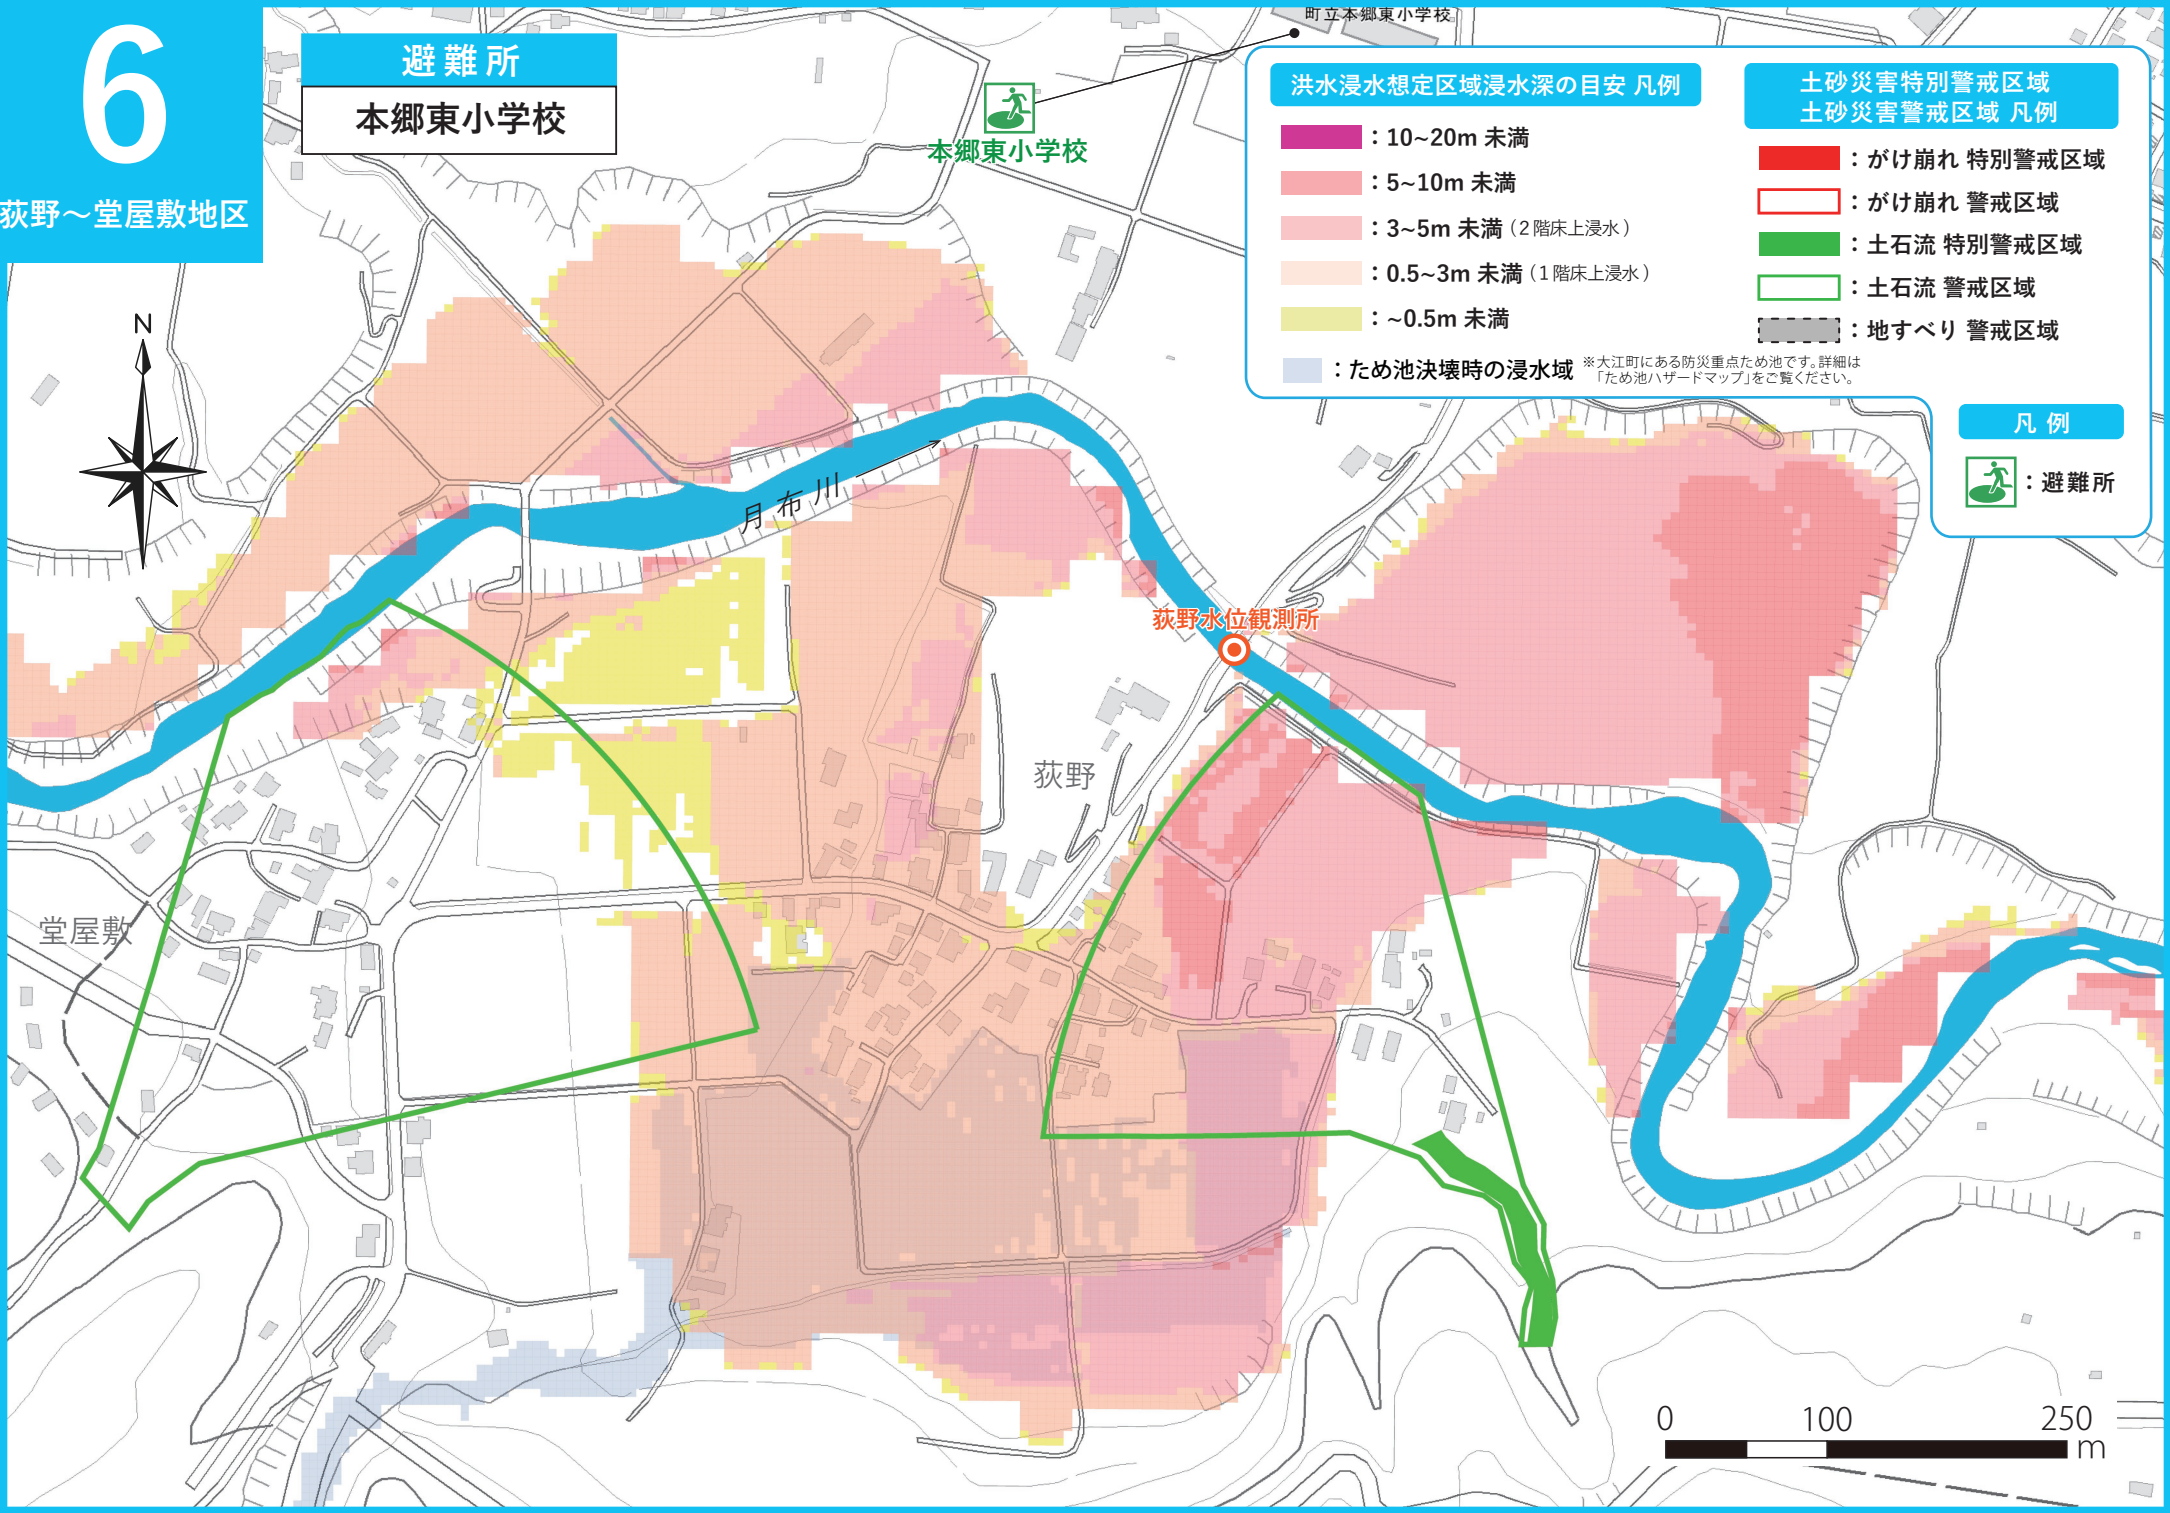 6
荻野～堂屋敷地区
避難所
本郷東小学校
町立本郷東小学校
本郷東小学校
洪水浸水想定区域浸水深の目安 凡例
：10~20m 未満
：5~10m 未満
：3~5m 未満（2階床上浸水）
：0.5~3m 未満（1階床上浸水）
：~0.5m 未満
：ため池決壊時の浸水域
※大江町にある防災重点ため池です。詳細は
「ため池ハザードマップ」をご覧ください。
土砂災害特別警戒区域
土砂災害警戒区域 凡例
：がけ崩れ 特別警戒区域
：がけ崩れ 警戒区域
：土石流 特別警戒区域
：土石流 警戒区域
：地すべり 警戒区域
凡例
：避難所
N
月布川
荻野水位観測所
荻野
堂屋敷
0 100 250
m